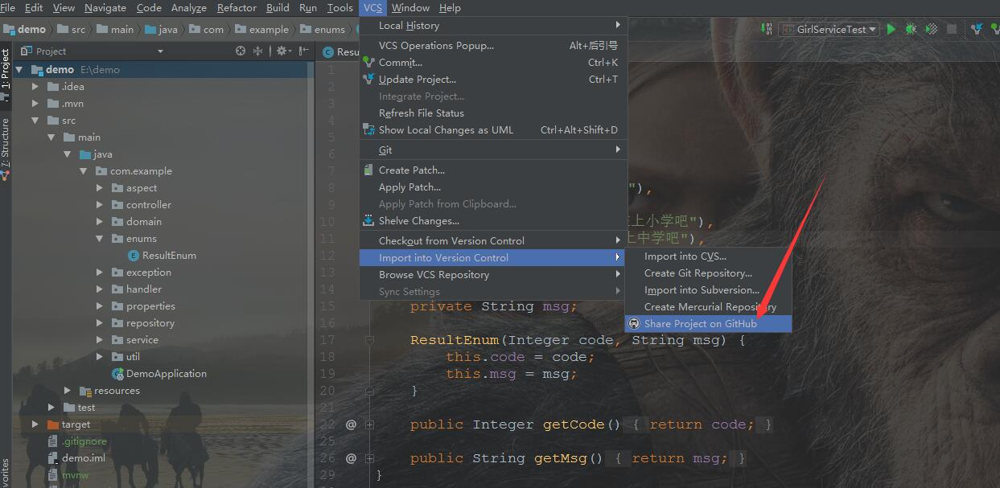 File Edit View Navigate Code Analyze Refactor Build Run Tools VCS Window Help
demo src main java com example enums
GirlServiceTest
Project
Resu
1: Project
7: Structure
vorites
demo E:\demo
.idea
.mvn
src
main
java
com.example
aspect
controller
domain
enums
ResultEnum
exception
handler
properties
repository
service
util
DemoApplication
resources
test
target
.gitignore
demo.iml
mvnw
Local History
VCS Operations Popup... Alt+后引号
Commit... Ctrl+K
Update Project... Ctrl+T
Integrate Project...
Refresh File Status
Show Local Changes as UML Ctrl+Alt+Shift+D
Git
Create Patch...
Apply Patch...
Apply Patch from Clipboard...
Shelve Changes...
Checkout from Version Control
Import into Version Control
Browse VCS Repository
Sync Settings
Import into CVS...
Create Git Repository...
Import into Subversion...
Create Mercurial Repository
Share Project on GitHub
1
2
3
4
5
6
7
8 "),
9
10 上小学吧"),
11 上中学吧"),
12
13
14
15 private String msg;
16
17 ResultEnum(Integer code, String msg) {
18 this.code = code;
19 this.msg = msg;
20 }
21
22 @ public Integer getCode() { return code; }
25
26 @ public String getMsg() { return msg; }
29 }